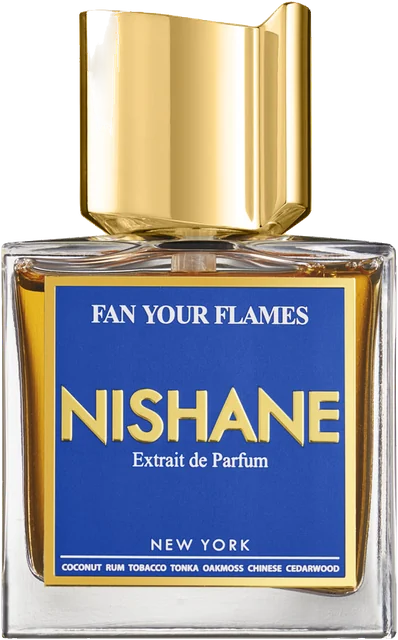 FAN YOUR FLAMES
NISHANE
Extrait de Parfum
NEW YORK
COCONUT RUM TOBACCO TONKA OAKMOSS CHINESE CEDARWOOD